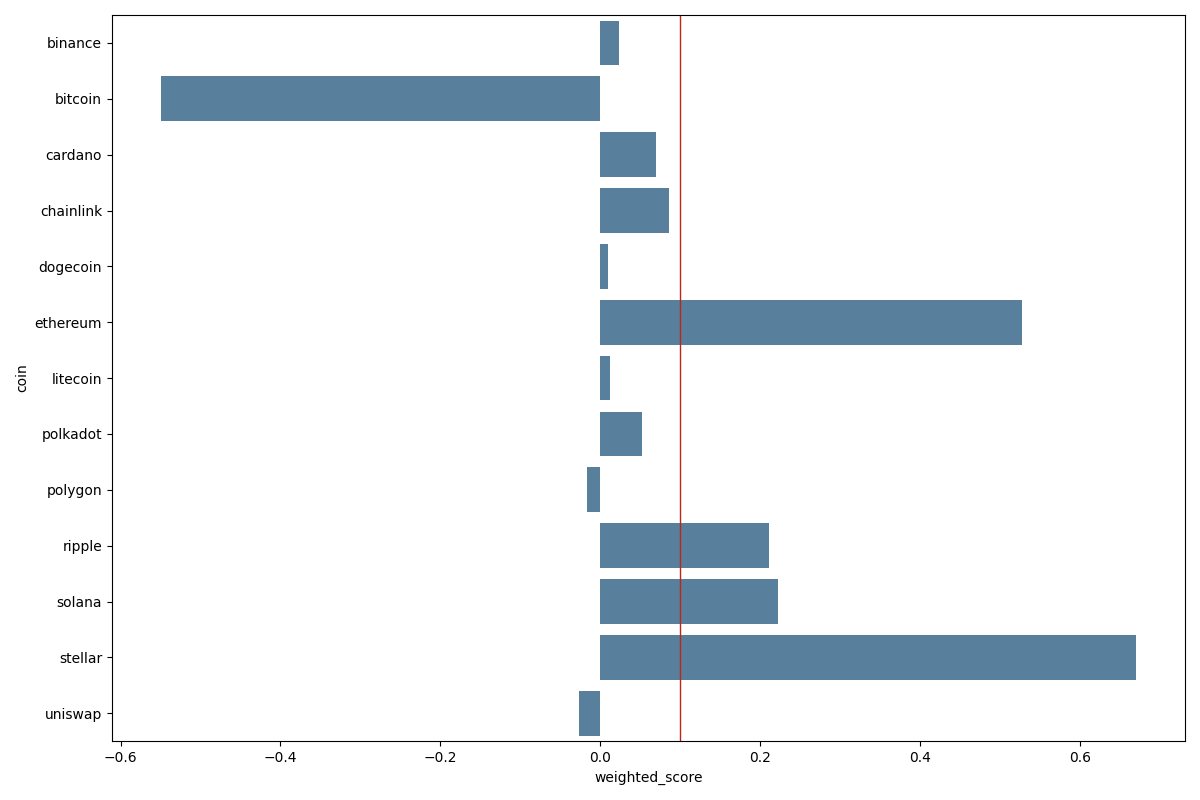 binance
bitcoin
cardano
chainlink
dogecoin
ethereum
litecoin
polkadot
polygon
ripple
solana
stellar
uniswap
coin
−0.6
−0.4
−0.2
0.0
0.2
0.4
0.6
weighted_score